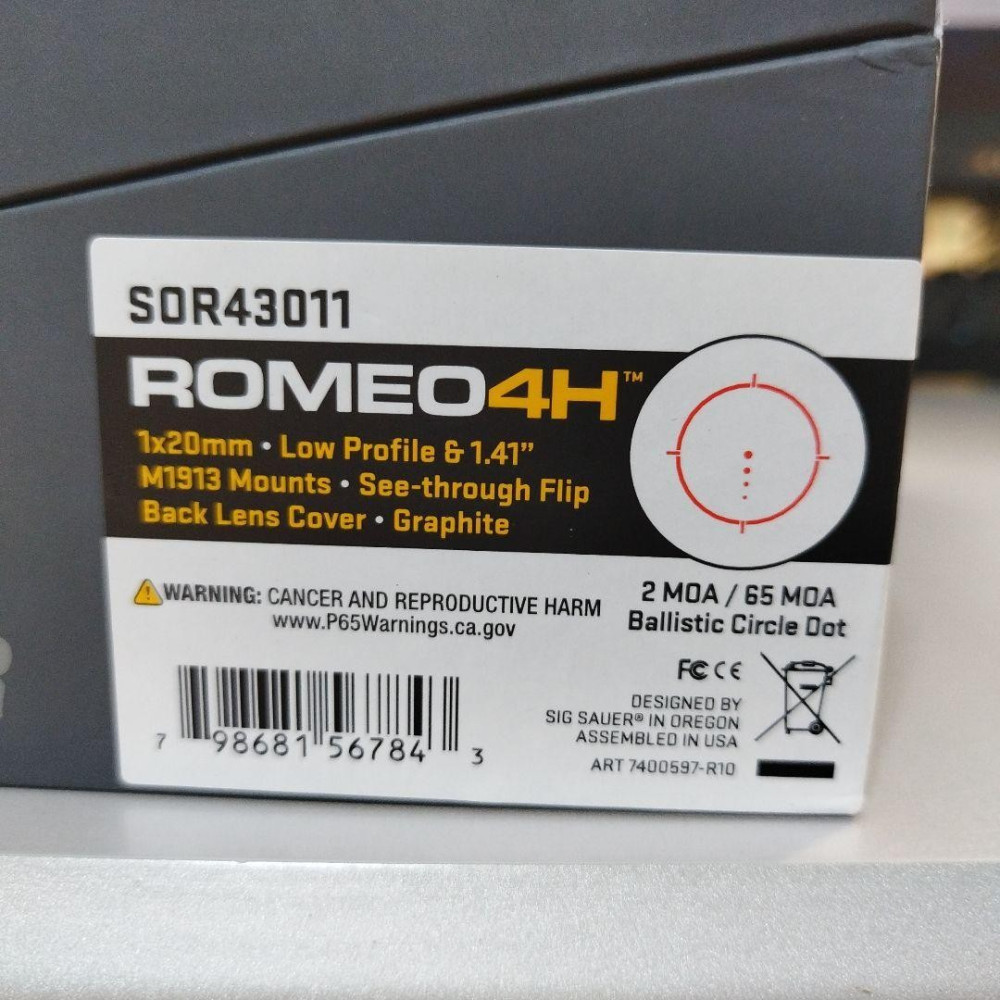 SOR43011
ROMEO4H™
1x20mm • Low Profile & 1.41”
M1913 Mounts • See-through Flip
Back Lens Cover • Graphite
WARNING: CANCER AND REPRODUCTIVE HARM
www.P65Warnings.ca.gov
2 MOA / 65 MOA
Ballistic Circle Dot
FC CE
DESIGNED BY
SIG SAUER® IN OREGON
ASSEMBLED IN USA
ART 7400597-R10
7 98681 56784 3